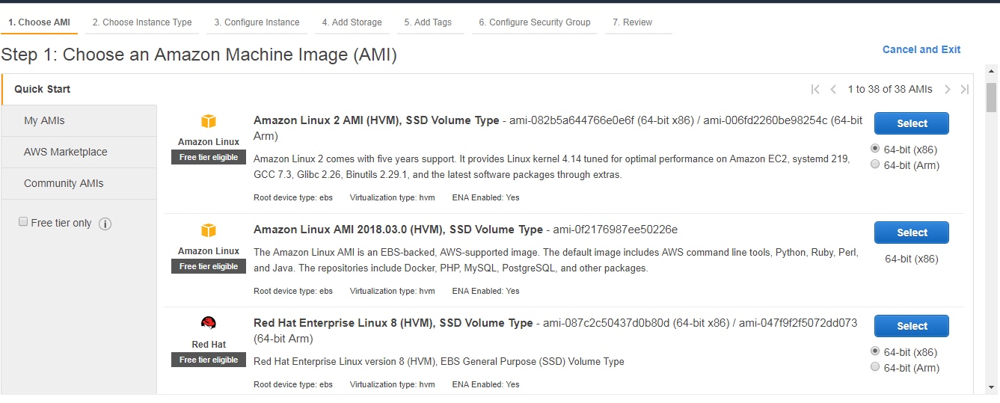 1. Choose AMI 2. Choose Instance Type 3. Configure Instance 4. Add Storage 5. Add Tags 6. Configure Security Group 7. Review
Step 1: Choose an Amazon Machine Image (AMI)
Cancel and Exit
Quick Start
My AMIs
AWS Marketplace
Community AMIs
Free tier only
1 to 38 of 38 AMIs
Amazon Linux
Free tier eligible
Amazon Linux 2 AMI (HVM), SSD Volume Type - ami-082b5a644766e0e6f (64-bit x86) / ami-006fd2260be98254c (64-bit
Arm)
Amazon Linux 2 comes with five years support. It provides Linux kernel 4.14 tuned for optimal performance on Amazon EC2, systemd 219,
GCC 7.3, Glibc 2.26, Binutils 2.29.1, and the latest software packages through extras.
Root device type: ebs Virtualization type: hvm ENA Enabled: Yes
Select
64-bit (x86)
64-bit (Arm)
Amazon Linux
Free tier eligible
Amazon Linux AMI 2018.03.0 (HVM), SSD Volume Type - ami-0f2176987ee50226e
The Amazon Linux AMI is an EBS-backed, AWS-supported image. The default image includes AWS command line tools, Python, Ruby, Perl,
and Java. The repositories include Docker, PHP, MySQL, PostgreSQL, and other packages.
Root device type: ebs Virtualization type: hvm ENA Enabled: Yes
Select
64-bit (x86)
Red Hat
Free tier eligible
Red Hat Enterprise Linux 8 (HVM), SSD Volume Type - ami-087c2c50437d0b80d (64-bit x86) / ami-047f9f2f5072dd073
(64-bit Arm)
Red Hat Enterprise Linux version 8 (HVM), EBS General Purpose (SSD) Volume Type
Root device type: ebs Virtualization type: hvm ENA Enabled: Yes
Select
64-bit (x86)
64-bit (Arm)